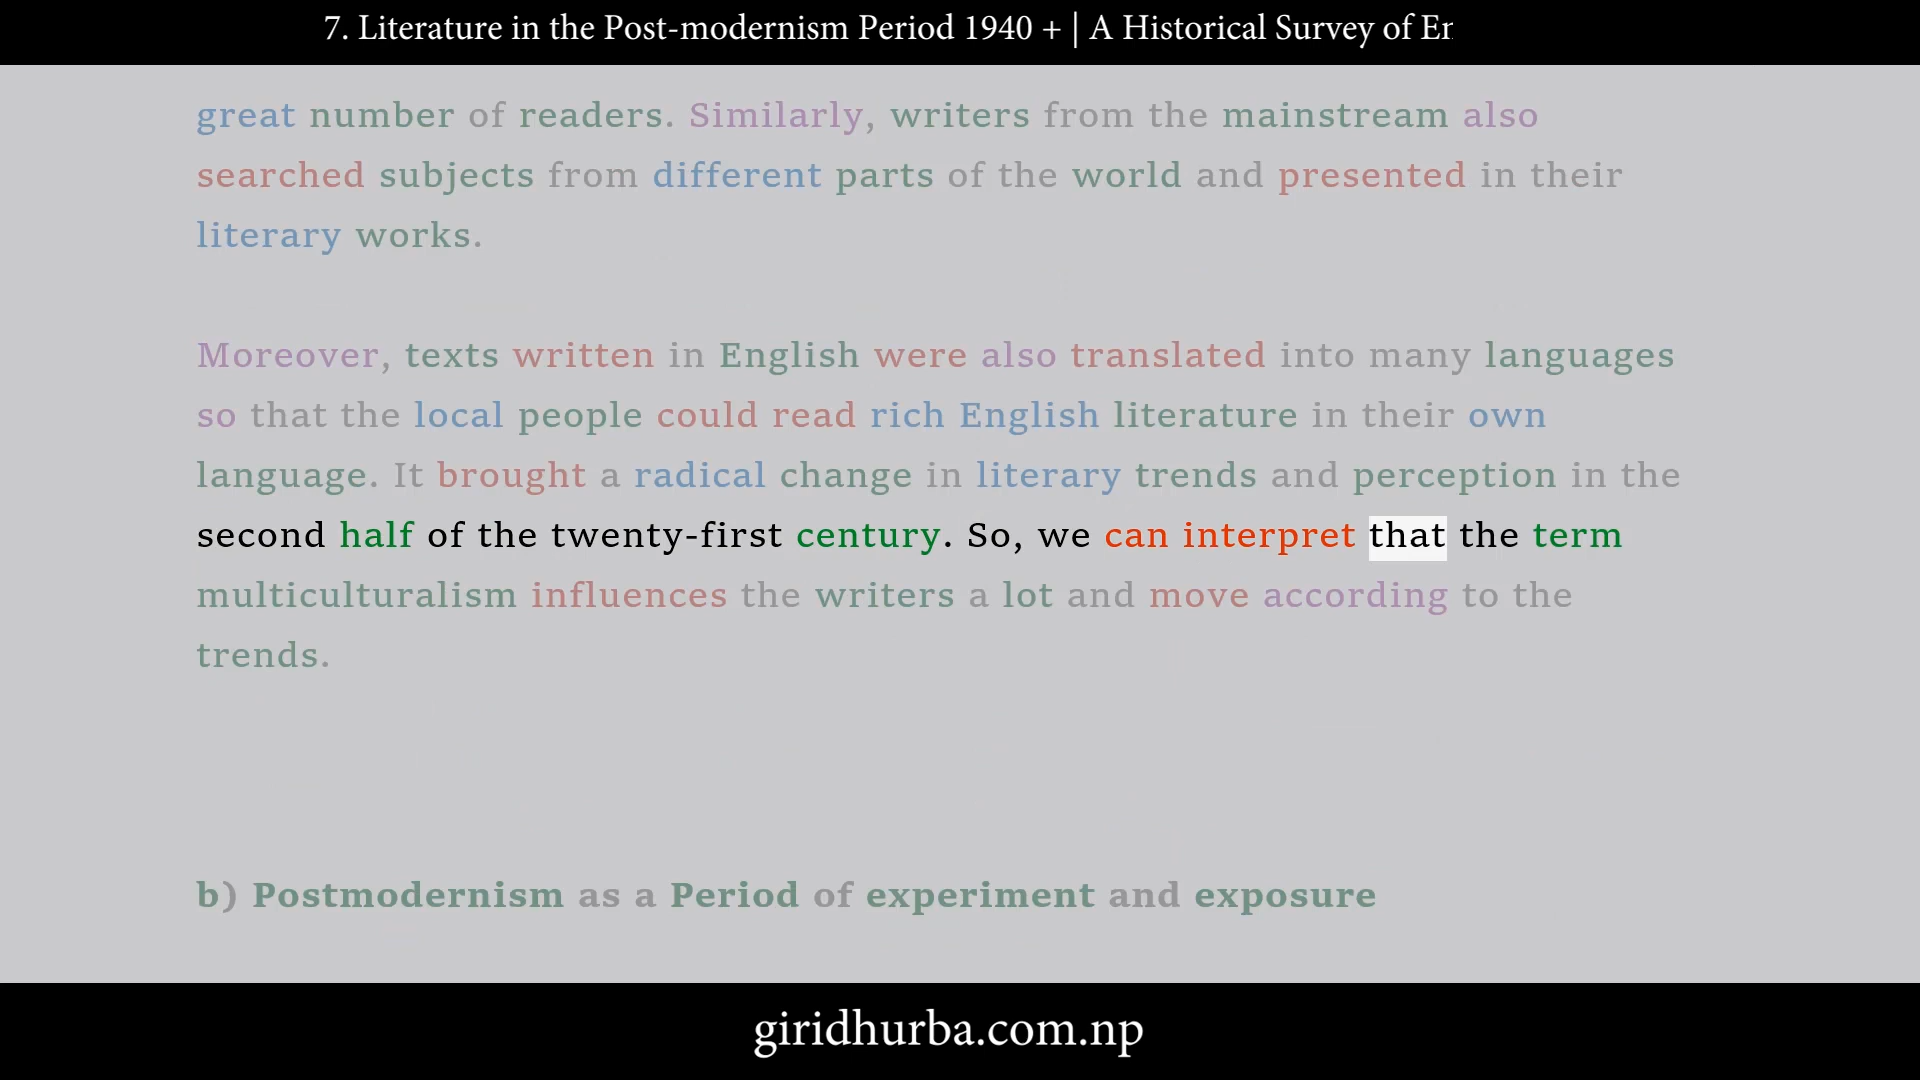 7. Literature in the Post-modernism Period 1940 + | A Historical Survey of En
great number of readers. Similarly, writers from the mainstream also
searched subjects from different parts of the world and presented in their
literary works.
Moreover, texts written in English were also translated into many languages
so that the local people could read rich English literature in their own
language. It brought a radical change in literary trends and perception in the
second half of the twenty-first century. So, we can interpret that the term
multiculturalism influences the writers a lot and move according to the
trends.
b) Postmodernism as a Period of experiment and exposure
giridhurba.com.np